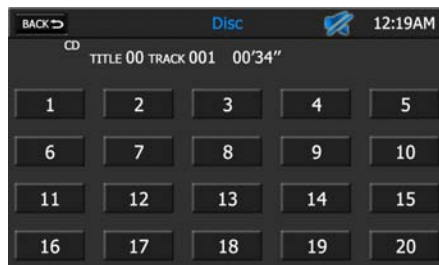 BACK Disc 12:19AM
CD
TITLE 00 TRACK 001 00'34"
1 2 3 4 5
6 7 8 9 10
11 12 13 14 15
16 17 18 19 20